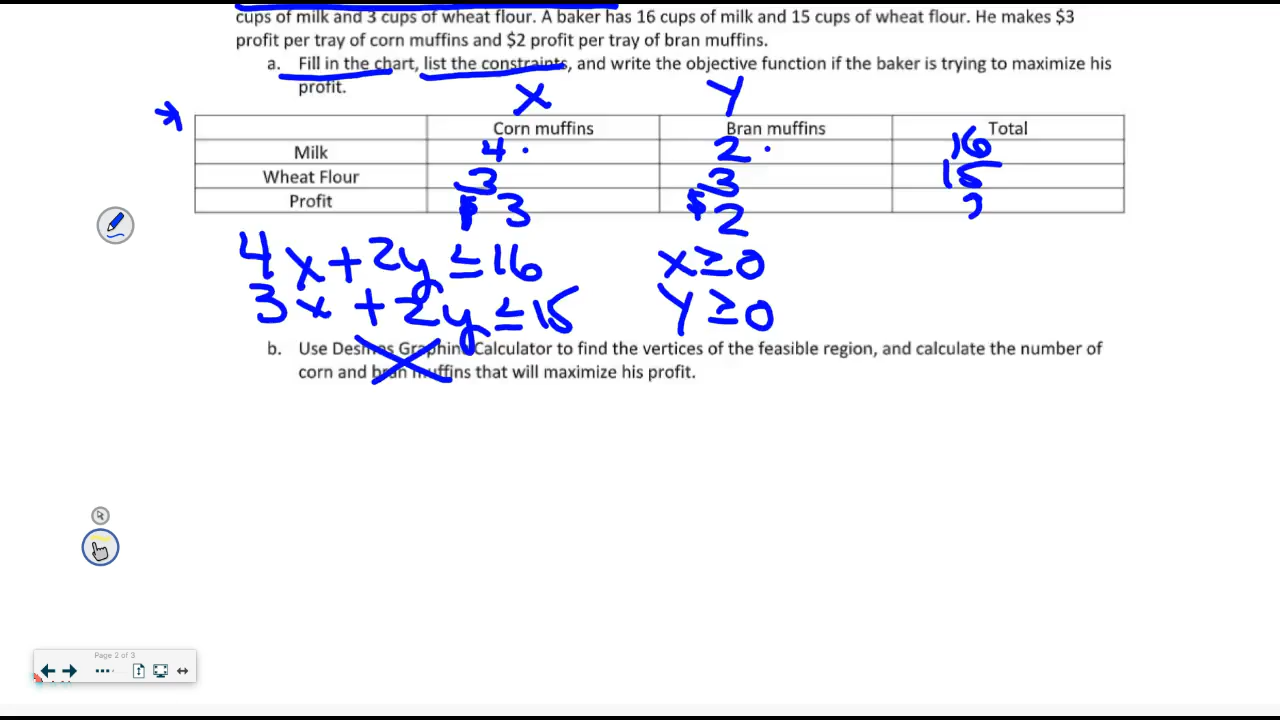 cups of milk and 3 cups of wheat flour. A baker has 16 cups of milk and 15 cups of wheat flour. He makes $3
profit per tray of corn muffins and $2 profit per tray of bran muffins.
a. Fill in the chart, list the constraints, and write the objective function if the baker is trying to maximize his
profit.
X Y
Corn muffins Bran muffins Total
Milk 4 2 16
Wheat Flour 3 3 15
Profit $3 $2 ?
4x+2y≤16 x≥0
3x+2y≤15 y≥0
b. Use Desmos Graphing Calculator to find the vertices of the feasible region, and calculate the number of
corn and bran muffins that will maximize his profit.
Page 2 of 3